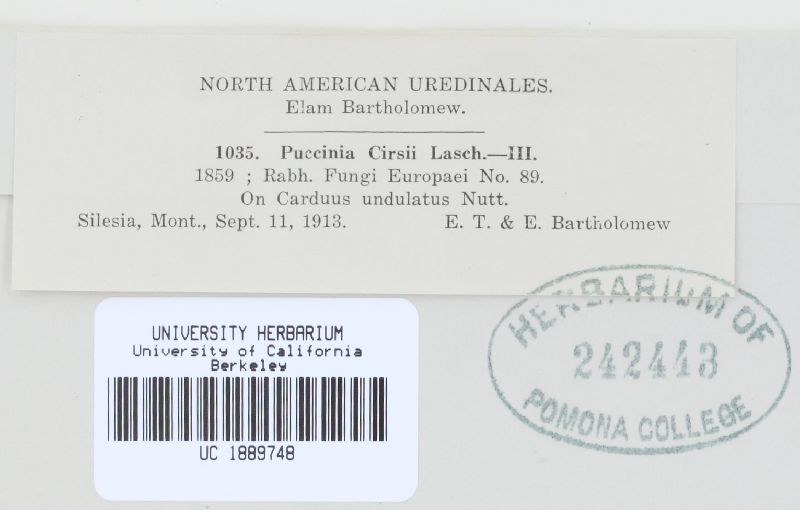 NORTH AMERICAN UREDINALES.
Elam Bartholomew.
1035. Puccinia Cirsii Lasch.—III.
1859 ; Rabh. Fungi Europaei No. 89.
On Carduus undulatus Nutt.
Silesia, Mont., Sept. 11, 1913. E. T. & E. Bartholomew
UNIVERSITY HERBARIUM
University of California
Berkeley
UC 1889748
HERBARIUM OF
242443
POMONA COLLEGE